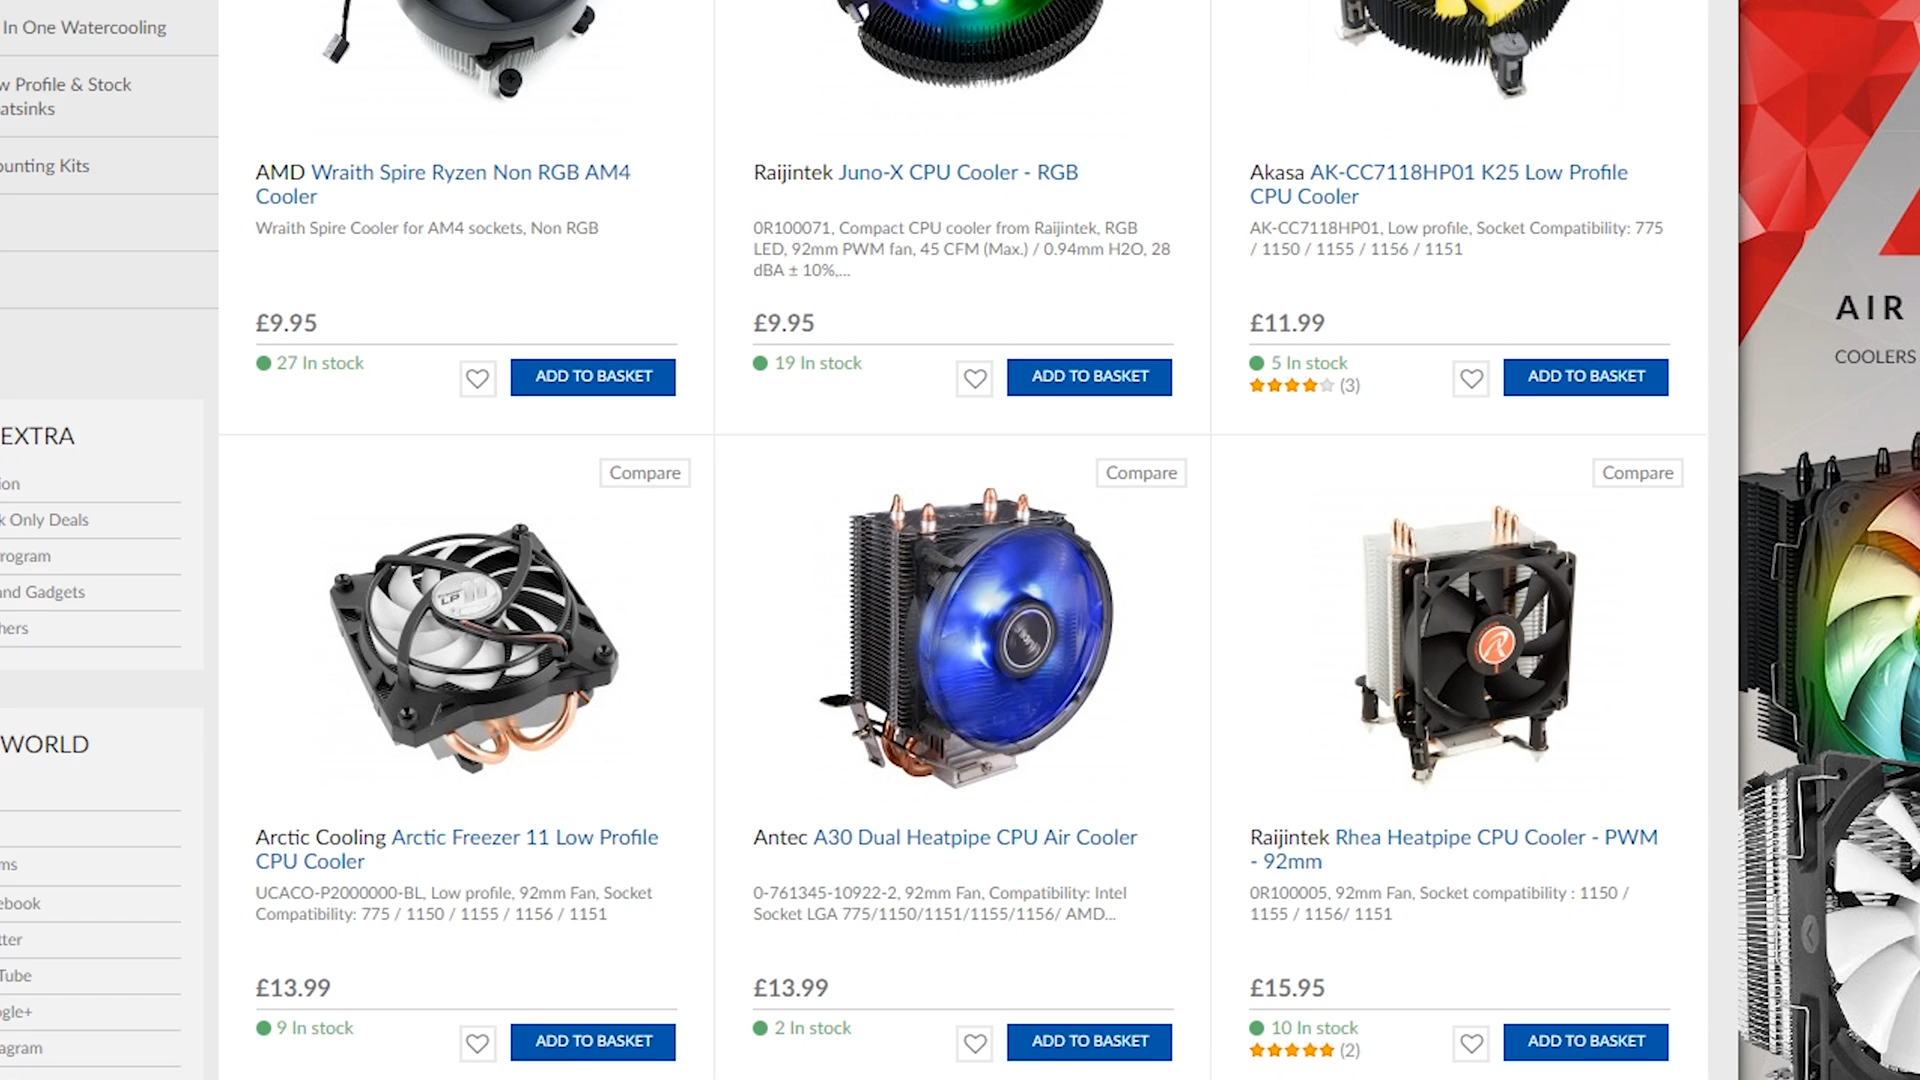 In One Watercooling
w Profile & Stock
atsinks
ounting Kits
EXTRA
ion
k Only Deals
rogram
and Gadgets
hers
WORLD
ms
ebook
tter
Tube
ogle+
agram
AMD Wraith Spire Ryzen Non RGB AM4
Cooler
Wraith Spire Cooler for AM4 sockets, Non RGB
£9.95
27 In stock
ADD TO BASKET
Raijintek Juno-X CPU Cooler - RGB
0R100071, Compact CPU cooler from Raijintek, RGB
LED, 92mm PWM fan, 45 CFM (Max.) / 0.94mm H2O, 28
dBA ± 10%,...
£9.95
19 In stock
ADD TO BASKET
Akasa AK-CC7118HP01 K25 Low Profile
CPU Cooler
AK-CC7118HP01, Low profile, Socket Compatibility: 775
/ 1150 / 1155 / 1156 / 1151
£11.99
5 In stock
(3)
ADD TO BASKET
Compare
LP
Arctic Cooling Arctic Freezer 11 Low Profile
CPU Cooler
UCACO-P2000000-BL, Low profile, 92mm Fan, Socket
Compatibility: 775 / 1150 / 1155 / 1156 / 1151
£13.99
9 In stock
ADD TO BASKET
Compare
Antec A30 Dual Heatpipe CPU Air Cooler
0-761345-10922-2, 92mm Fan, Compatibility: Intel
Socket LGA 775/1150/1151/1155/1156/ AMD...
£13.99
2 In stock
ADD TO BASKET
Compare
Raijintek Rhea Heatpipe CPU Cooler - PWM
- 92mm
0R100005, 92mm Fan, Socket compatibility : 1150 /
1155 / 1156/ 1151
£15.95
10 In stock
(2)
ADD TO BASKET
AIR
COOLERS